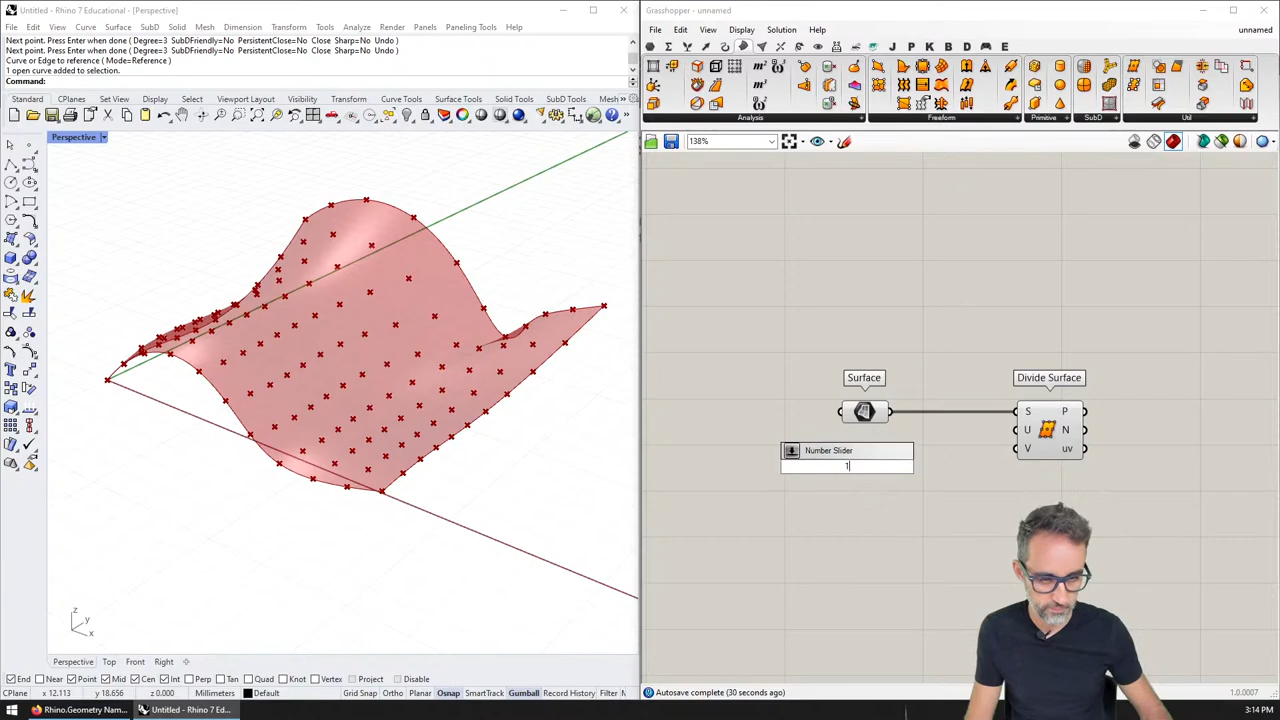 Untitled - Rhino 7 Educational - [Perspective]
File Edit View Curve Surface SubD Solid Mesh Dimension Transform Tools Analyze Render Panels Paneling Tools Help
Next point. Press Enter when done ( Degree=3 SubDFriendly=No PersistentClose=No Close Sharp=No Undo )
Next point. Press Enter when done ( Degree=3 SubDFriendly=No PersistentClose=No Close Sharp=No Undo )
Curve or Edge to reference ( Mode=Reference )
1 open curve added to selection.
Command:
Standard CPlanes Set View Display Select Viewport Layout Visibility Transform Curve Tools Surface Tools Solid Tools SubD Tools Mesh
Perspective
z
y
x
Perspective Top Front Right
End Near Point Mid Cen Int Perp Tan Quad Knot Vertex Project Disable
CPlane x 12.113 y 18.656 z 0.000 Millimeters Default Grid Snap Ortho Planar Osnap SmartTrack Gumball Record History Filter
Grasshopper - unnamed
File Edit View Display Solution Help unnamed
J P K B D E
Analysis Freeform Primitive SubD Util
138%
Surface
Divide Surface
S P
U N
V uv
Number Slider
1
Autosave complete (30 seconds ago) 1.0.0007
Rhino.Geometry Nam... Untitled - Rhino 7 Ed... 3:14 PM